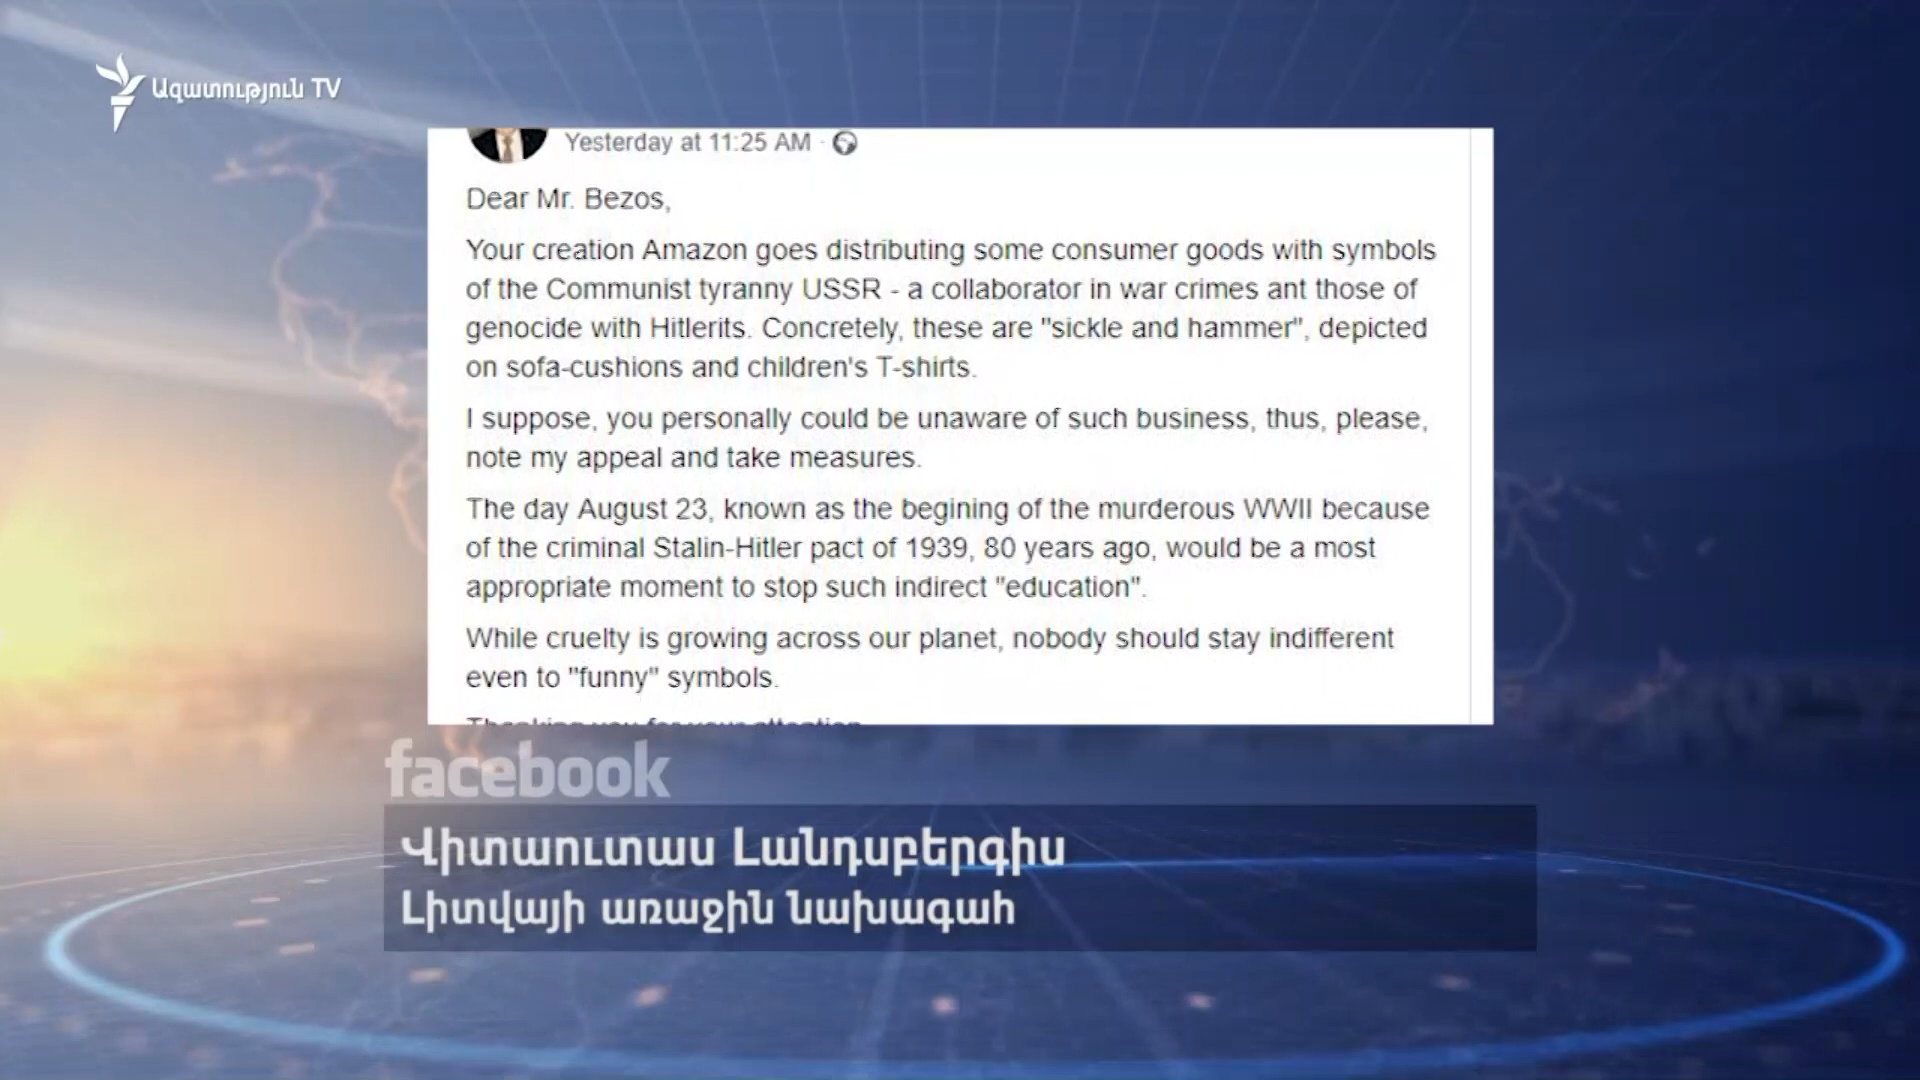 Ազատություն TV
Yesterday at 11:25 AM ·
Dear Mr. Bezos,
Your creation Amazon goes distributing some consumer goods with symbols
of the Communist tyranny USSR - a collaborator in war crimes ant those of
genocide with Hitlerits. Concretely, these are "sickle and hammer", depicted
on sofa-cushions and children's T-shirts.
I suppose, you personally could be unaware of such business, thus, please,
note my appeal and take measures.
The day August 23, known as the begining of the murderous WWII because
of the criminal Stalin-Hitler pact of 1939, 80 years ago, would be a most
appropriate moment to stop such indirect "education".
While cruelty is growing across our planet, nobody should stay indifferent
even to "funny" symbols.
Thanking you for your attention
facebook
Վիտաուտաս Լանդսբերգիս
Լիտվայի առաջին նախագահ